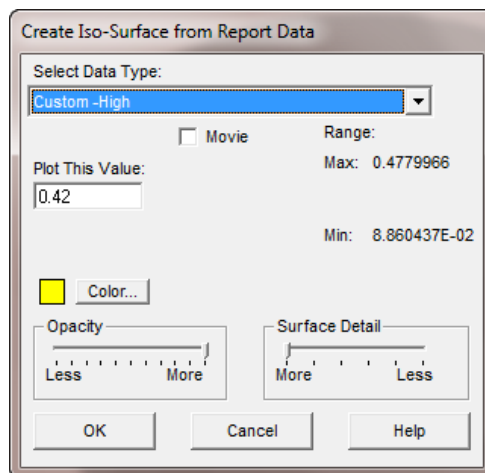 Create Iso-Surface from Report Data
Select Data Type:
Custom -High
Movie
Range:
Plot This Value:
Max: 0.4779966
0.42
Min: 8.860437E-02
Color...
Opacity
Surface Detail
Less More
More Less
OK
Cancel
Help